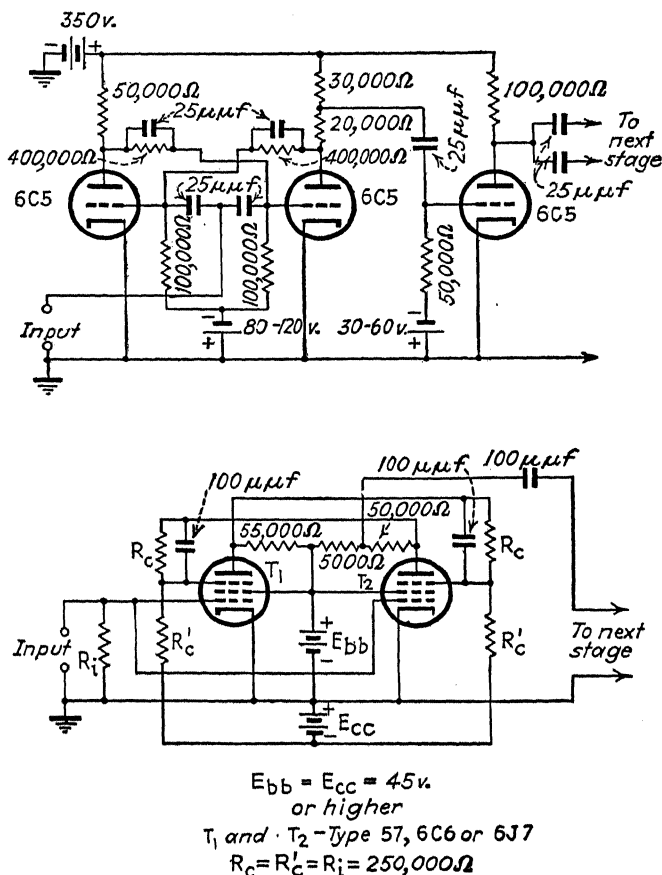 350v.
- +
50,000Ω
25μμf
30,000Ω
20,000Ω
100,000Ω
To next stage
400,000Ω
400,000Ω
25μμf
25μμf
25μμf
6C5
6C5
6C5
100,000Ω
100,000Ω
50,000Ω
Input
-
+
80-120v.
30-60v.
-
+
100μμf
100μμf
100μμf
50,000Ω
55,000Ω
5000Ω
Rc
Rc
T1
T2
Input
Ri
R'c
R'c
+
Ebb
-
+
Ecc
-
To next stage
Ebb = Ecc = 45v.
or higher
T1 and · T2 - Type 57, 6C6 or 6J7
Rc = R'c = Ri = 250,000Ω